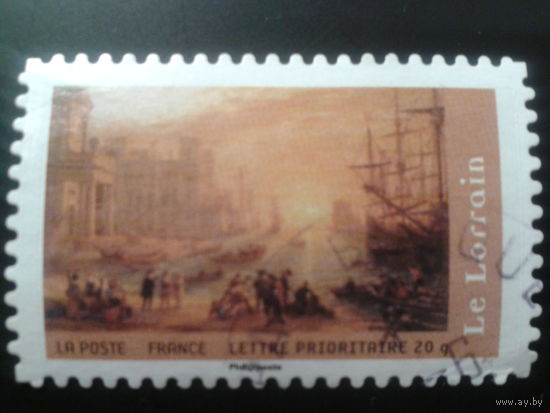 Le Lorrain
LA POSTE FRANCE LETTRE PRIORITAIRE 20 g
www.ay.by